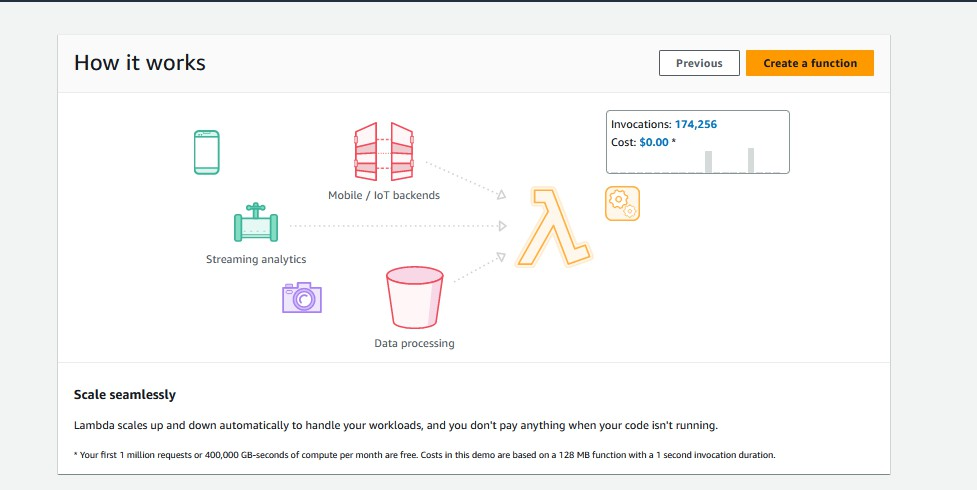 How it works
Previous
Create a function
Invocations: 174,256
Cost: $0.00 *
Mobile / IoT backends
Streaming analytics
Data processing
Scale seamlessly
Lambda scales up and down automatically to handle your workloads, and you don't pay anything when your code isn't running.
* Your first 1 million requests or 400,000 GB-seconds of compute per month are free. Costs in this demo are based on a 128 MB function with a 1 second invocation duration.